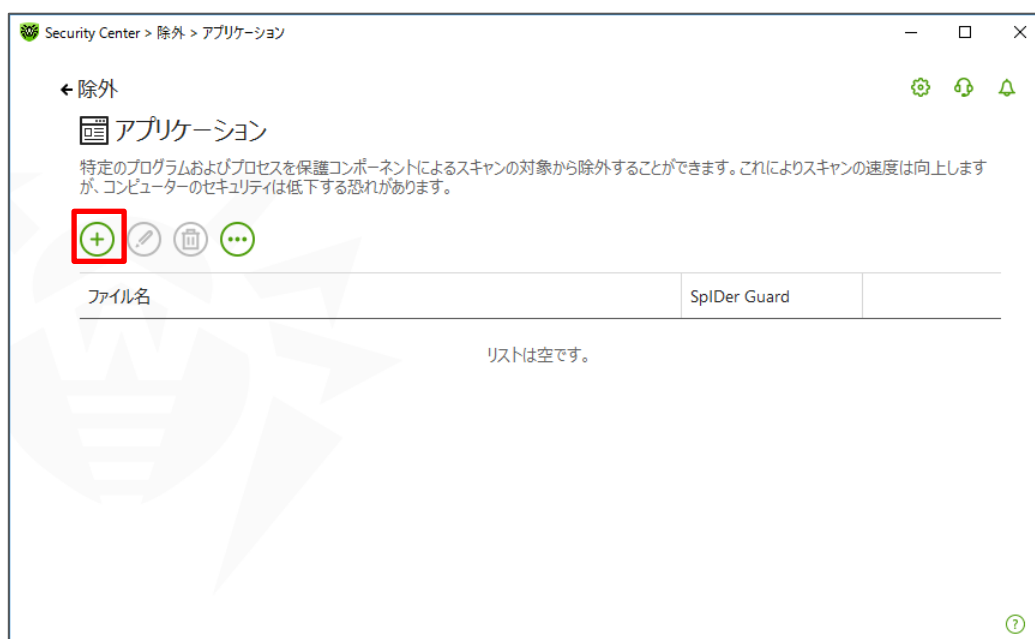 Security Center > 除外 > アプリケーション
除外
アプリケーション
特定のプログラムおよびプロセスを保護コンポーネントによるスキャンの対象から除外することができます。これによりスキャンの速度は向上します
が、コンピューターのセキュリティは低下する恐れがあります。
ファイル名 SpIDer Guard
リストは空です。